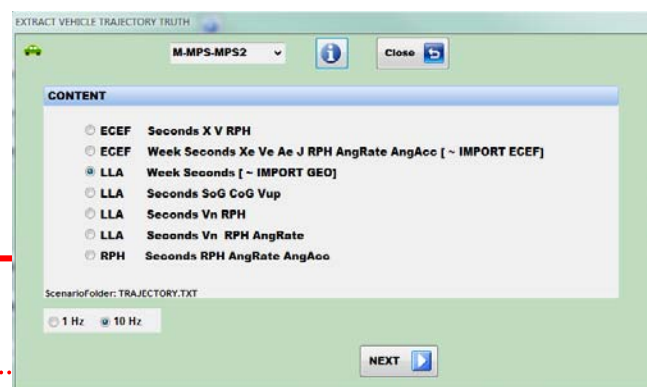 EXTRACT VEHICLE TRAJECTORY TRUTH
M-MPS-MPS2 Close
CONTENT
ECEF Seconds X V RPH
ECEF Week Seconds Xe Ve Ae J RPH AngRate AngAcc [ ~ IMPORT ECEF]
LLA Week Seconds [ ~ IMPORT GEO]
LLA Seconds SoG CoG Vup
LLA Seconds Vn RPH
LLA Seconds Vn RPH AngRate
RPH Seconds RPH AngRate AngAcc
ScenarioFolder: TRAJECTORY.TXT
1 Hz 10 Hz
NEXT